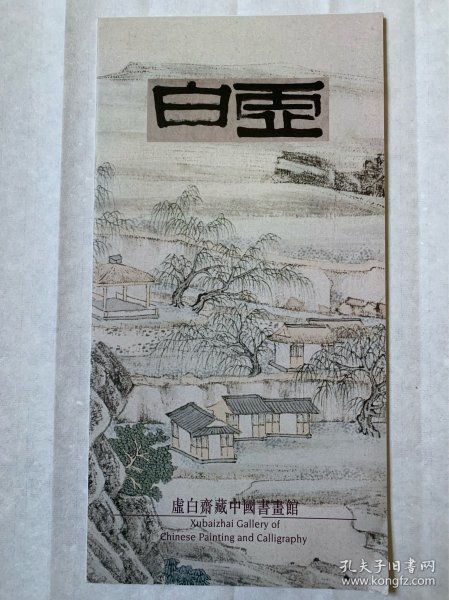 虛白
虛白齋藏中國書畫館
Xubaizhai Gallery of
Chinese Painting and Calligraphy
孔夫子旧书网
www.kongfz.com